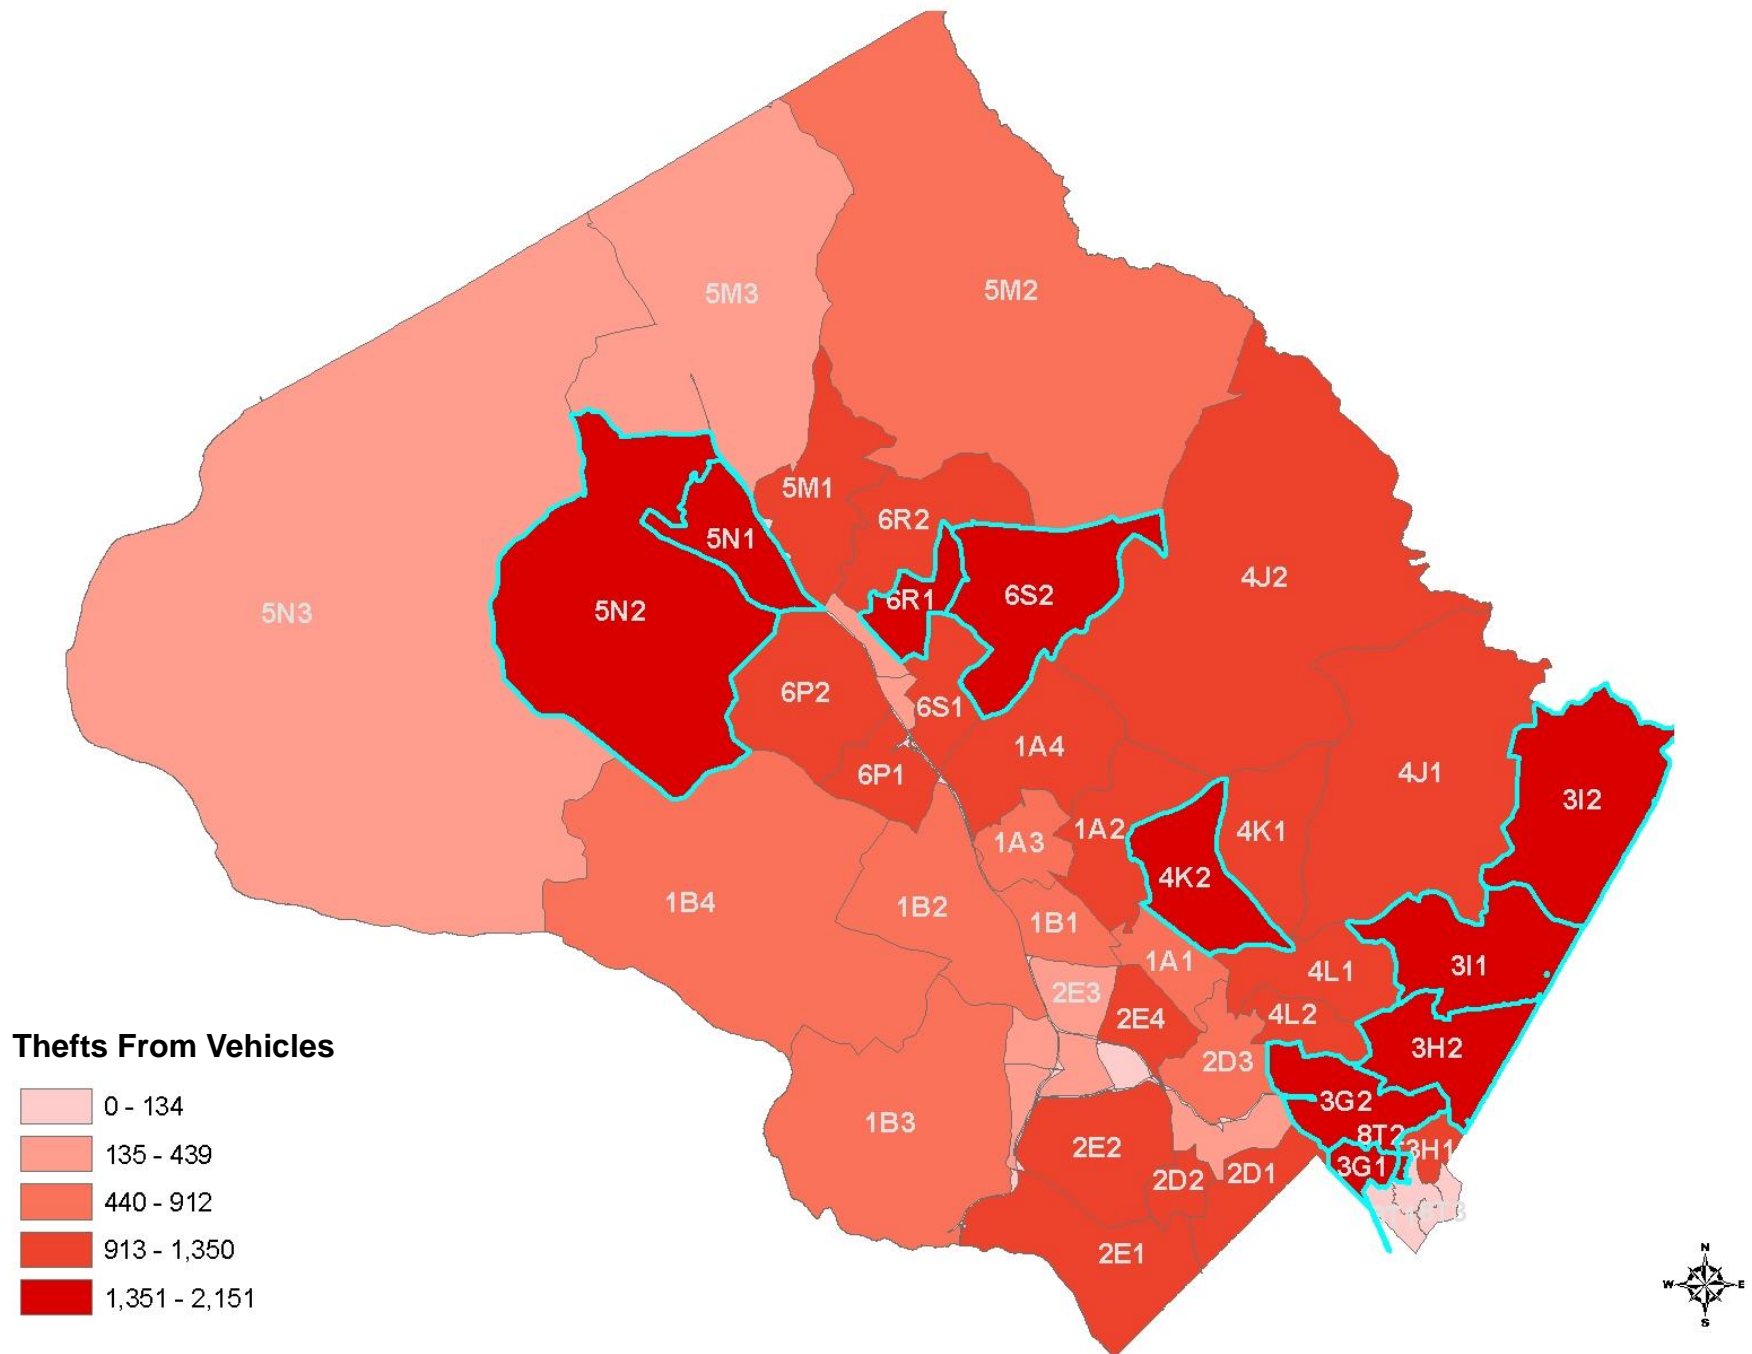 5M3
5M2
5M1
6R2
5N1
4J2
6R1
6S2
5N3
5N2
6P2
6S1
1A4
6P1
4J1
3I2
1A2
4K1
1A3
4K2
1B4
1B2
1B1
1A1
3I1
4L1
2E3
2E4
4L2
3H2
2D3
3G2
1B3
8T2
2E2
3H1
3G1
2D2
2D1
2E1
Thefts From Vehicles
0 - 134
135 - 439
440 - 912
913 - 1,350
1,351 - 2,151
N
W
E
S